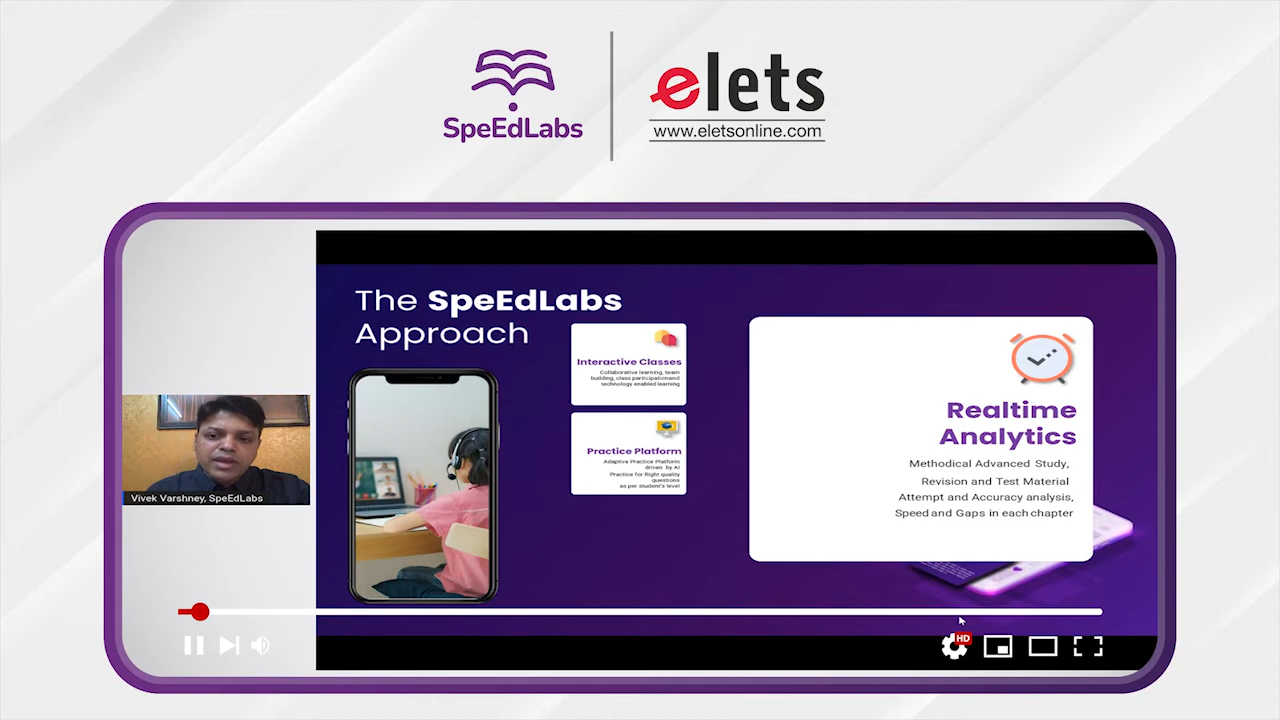 SpeEdLabs
elets
www.eletsonline.com
The SpeEdLabs
Approach
Interactive Classes
Collaborative learning, team
building, class participationand
technology enabled learning
Practice Platform
Adaptive Practice Platform
driven by AI
Practice for Right quality
questions
as per student's level
Realtime
Analytics
Methodical Advanced Study,
Revision and Test Material
Attempt and Accuracy analysis,
Speed and Gaps in each chapter
Vivek Varshney, SpeEdLabs
HD